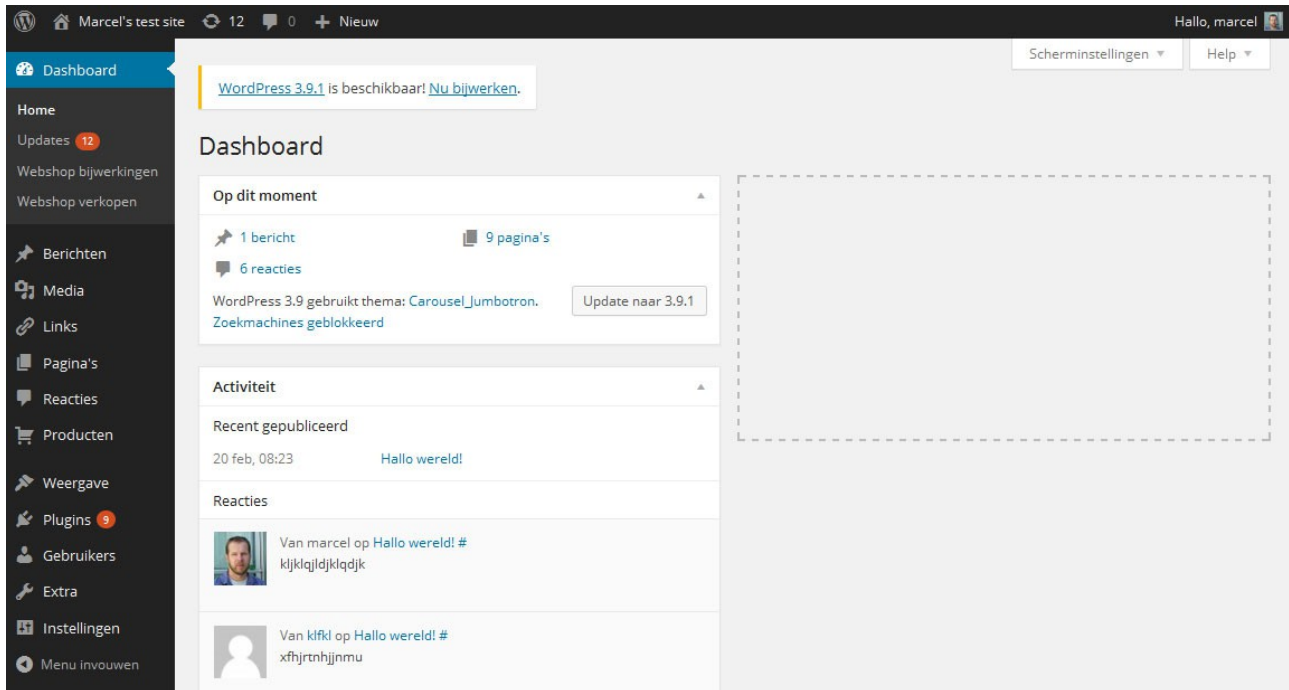 Marcel's test site 12 0 Nieuw Hallo, marcel
Scherminstellingen Help
Dashboard
Home
Updates 12
Webshop bijwerkingen
Webshop verkopen
Berichten
Media
Links
Pagina's
Reacties
Producten
Weergave
Plugins 9
Gebruikers
Extra
Instellingen
Menu invouwen
WordPress 3.9.1 is beschikbaar! Nu bijwerken.
Dashboard
Op dit moment
1 bericht 9 pagina's
6 reacties
WordPress 3.9 gebruikt thema: Carousel_Jumbotron. Update naar 3.9.1
Zoekmachines geblokkeerd
Activiteit
Recent gepubliceerd
20 feb, 08:23 Hallo wereld!
Reacties
Van marcel op Hallo wereld! #
kljklqjldjklqdjk
Van klfkl op Hallo wereld! #
xfhjrtnhjjnmu